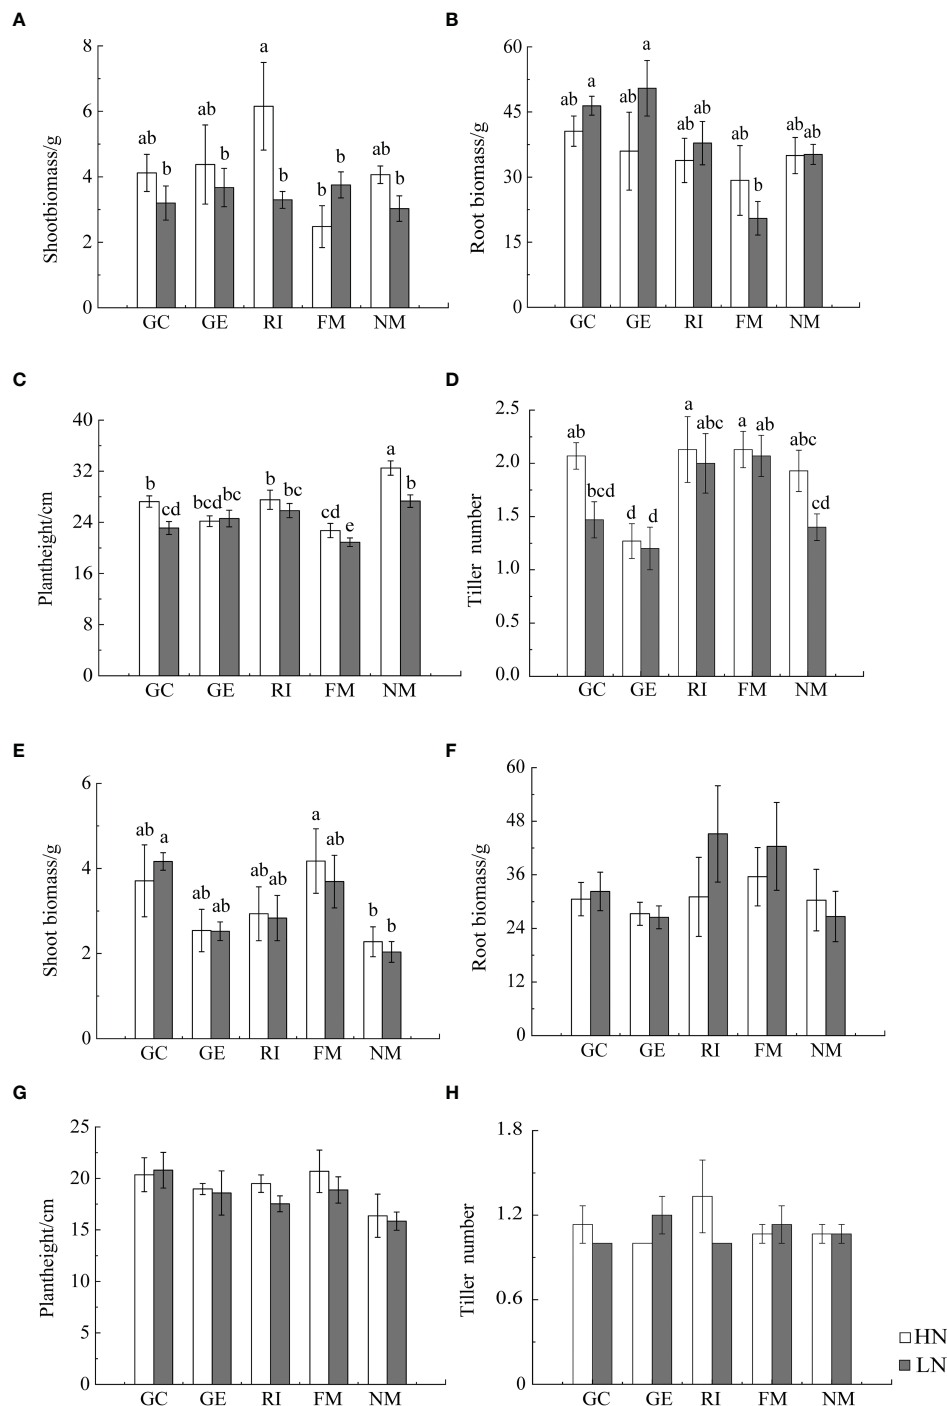 A
8
6
4
2
0
Shootbiomass/g
ab
b
ab
b
a
b
b
b
ab
b
GC GE RI FM NM
B
60
45
30
15
0
Root biomass/g
ab
a
ab
a
ab
ab
ab
b
ab
ab
GC GE RI FM NM
C
40
32
24
16
8
0
Plantheight/cm
b
cd
bcd
bc
b
bc
cd
e
a
b
GC GE RI FM NM
D
2.5
2.0
1.5
1.0
0.5
0.0
Tiller number
ab
bcd
d
d
a
abc
a
ab
abc
cd
GC GE RI FM NM
E
6
4
2
0
Shoot biomass/g
ab
a
ab
ab
ab
ab
a
ab
b
b
GC GE RI FM NM
F
60
48
36
24
12
0
Root biomass/g
GC GE RI FM NM
G
25
20
15
10
5
0
Plantheight/cm
GC GE RI FM NM
H
1.8
1.2
0.6
0
Tiller number
GC GE RI FM NM
HN
LN